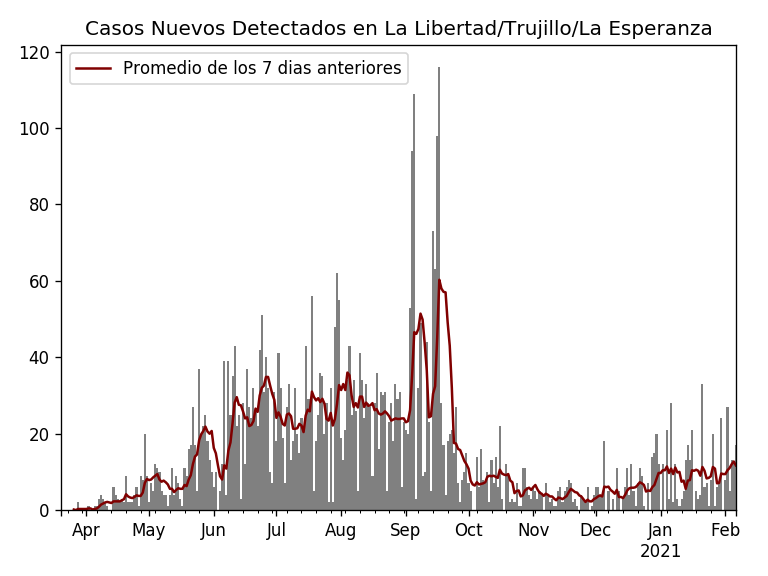 Casos Nuevos Detectados en La Libertad/Trujillo/La Esperanza
Promedio de los 7 dias anteriores
120
100
80
60
40
20
0
Apr May Jun Jul Aug Sep Oct Nov Dec Jan Feb
2021